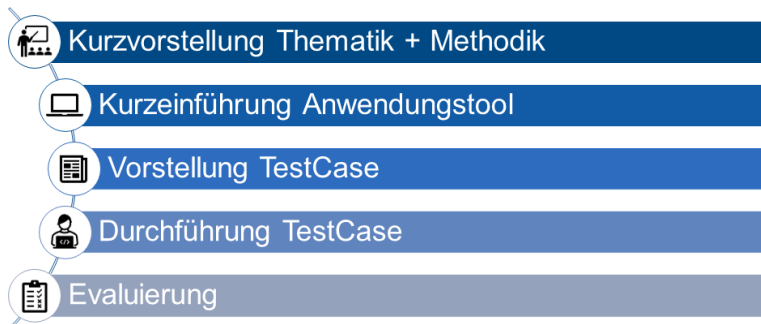 Kurzvorstellung Thematik + Methodik
Kurzeinführung Anwendungstool
Vorstellung TestCase
Durchführung TestCase
Evaluierung